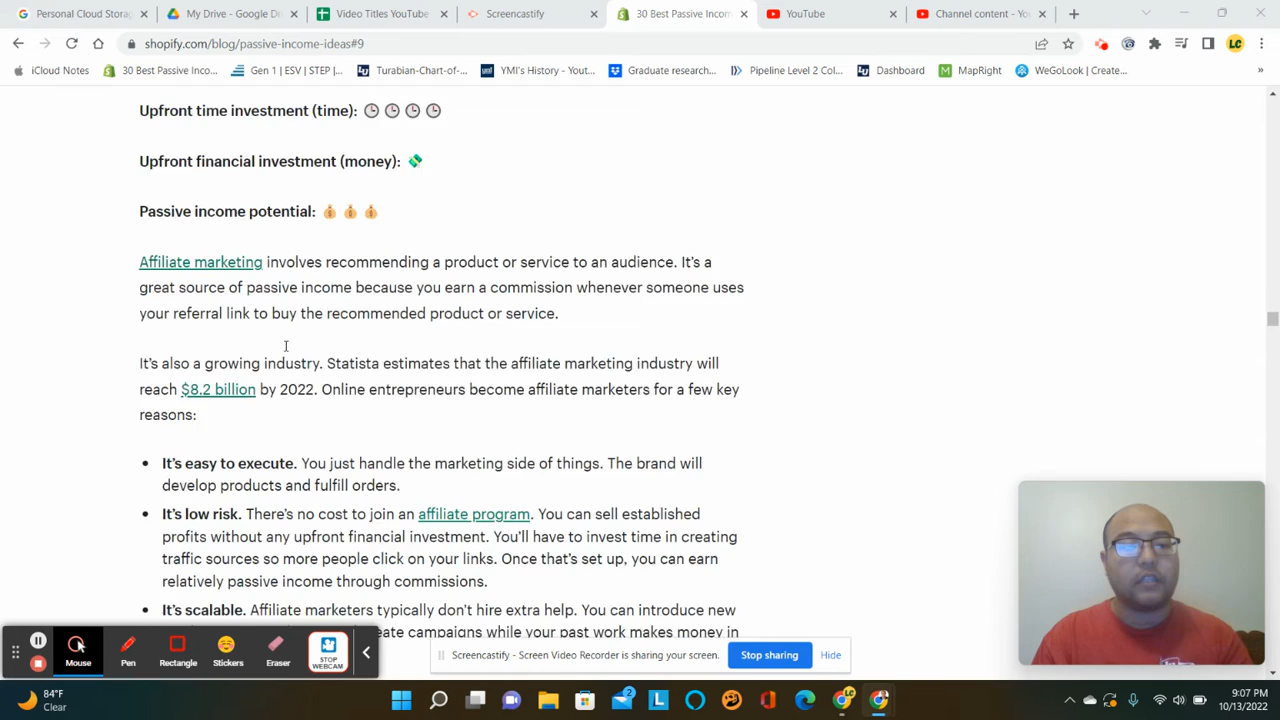 Personal Cloud Storag
My Drive - Google Dr
Video Titles YouTube
Screencastify
30 Best Passive Incom
YouTube
Channel content - Yo
shopify.com/blog/passive-income-ideas#9
LC
iCloud Notes
30 Best Passive Inco...
Gen 1 | ESV | STEP |...
Turabian-Chart-of-...
YMI's History - Yout...
Graduate researc...
Pipeline Level 2 Col...
Dashboard
MapRight
WeGoLook | Create...
Upfront time investment (time):
Upfront financial investment (money):
Passive income potential:
Affiliate marketing involves recommending a product or service to an audience. It’s a
great source of passive income because you earn a commission whenever someone uses
your referral link to buy the recommended product or service.
It’s also a growing industry. Statista estimates that the affiliate marketing industry will
reach $8.2 billion by 2022. Online entrepreneurs become affiliate marketers for a few key
reasons:
• It’s easy to execute. You just handle the marketing side of things. The brand will
develop products and fulfill orders.
• It’s low risk. There’s no cost to join an affiliate program. You can sell established
profits without any upfront financial investment. You’ll have to invest time in creating
traffic sources so more people click on your links. Once that’s set up, you can earn
relatively passive income through commissions.
• It’s scalable. Affiliate marketers typically don’t hire extra help. You can introduce new
eate campaigns while your past work makes money in
Mouse
Pen
Rectangle
Stickers
Eraser
STOP
WEBCAM
Screencastify - Screen Video Recorder is sharing your screen.
Stop sharing
Hide
84°F
Clear
2
L
LC
9:07 PM
10/13/2022